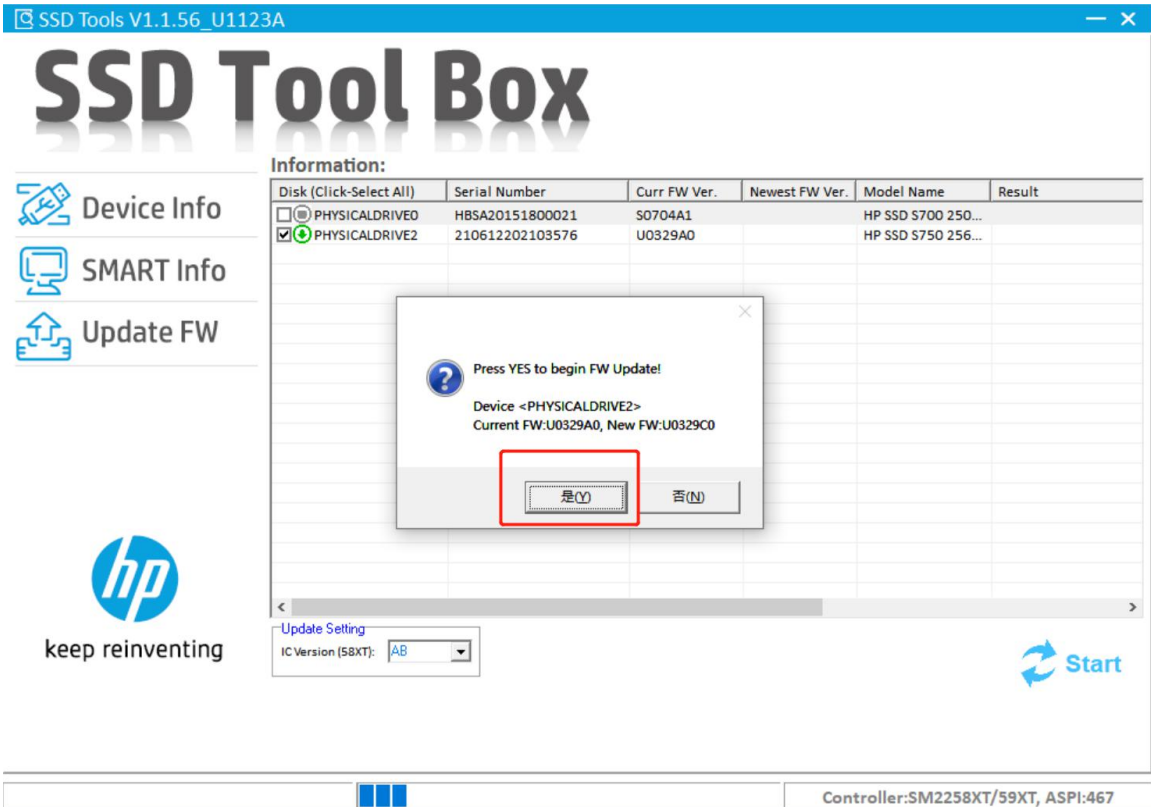 SSD Tools V1.1.56_U1123A
SSD Tool Box
Device Info
SMART Info
Update FW
Information:
Disk (Click-Select All) Serial Number Curr FW Ver. Newest FW Ver. Model Name Result
PHYSICALDRIVE0 HBSA20151800021 S0704A1 HP SSD S700 250...
PHYSICALDRIVE2 210612202103576 U0329A0 HP SSD S750 256...
Press YES to begin FW Update!
Device <PHYSICALDRIVE2>
Current FW:U0329A0, New FW:U0329C0
是(Y) 否(N)
hp
keep reinventing
Update Setting
IC Version (58XT): AB
Start
Controller:SM2258XT/59XT, ASPI:467